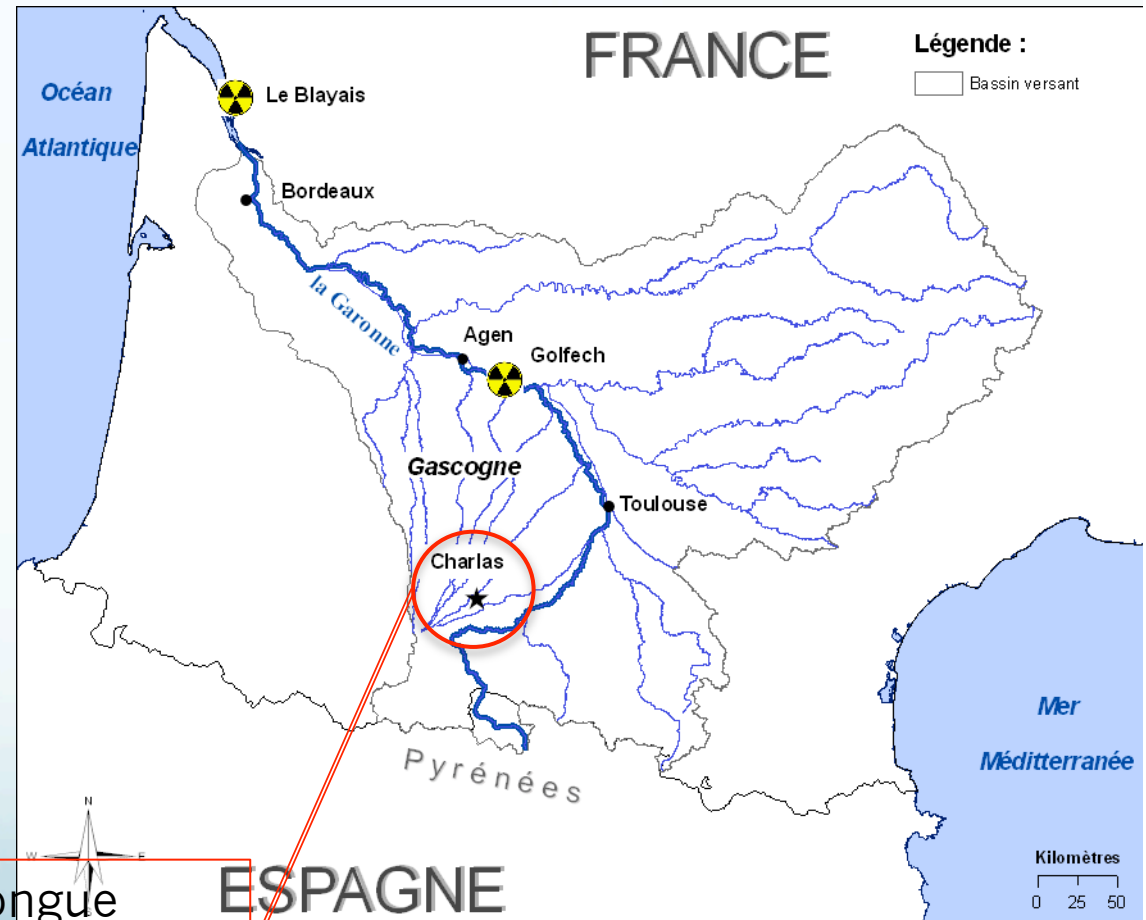 FRANCE
Légende :
Bassin versant
Océan
Atlantique
Le Blayais
Bordeaux
la Garonne
Agen
Golfech
Gascogne
Toulouse
Charlas
Mer
Méditterranée
Pyrénées
N
W
E
Kilomètres
0 25 50
ESPAGNE
ongue